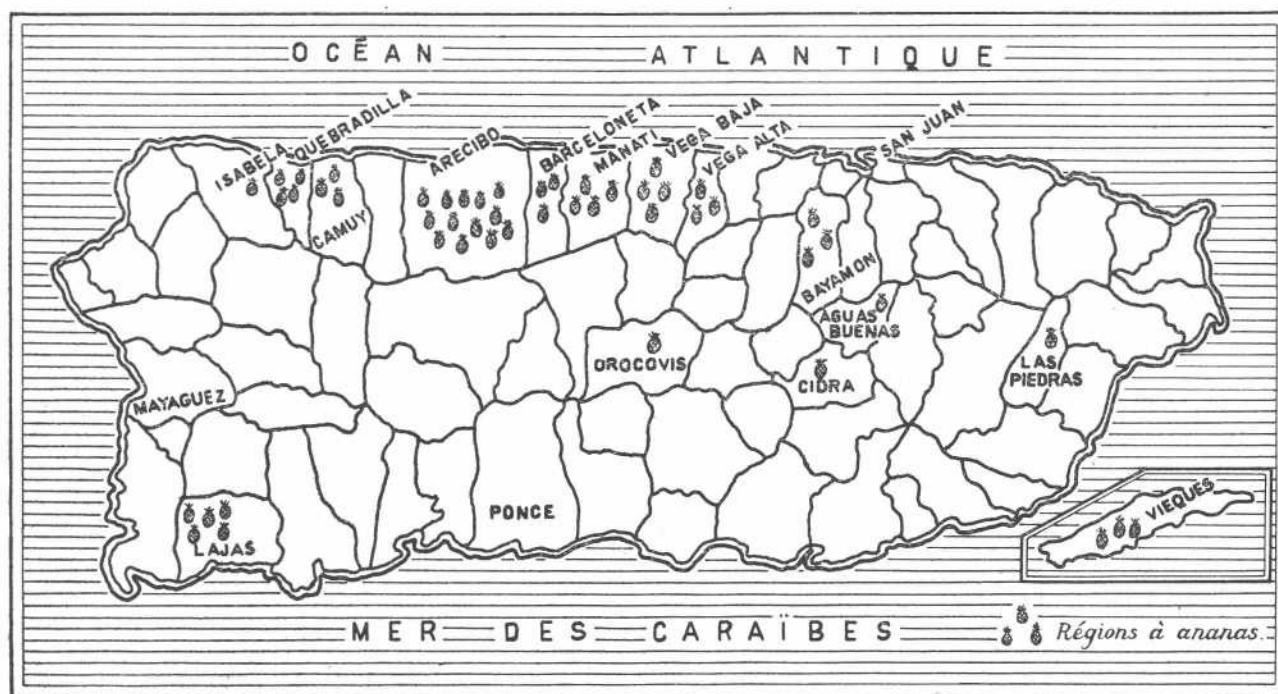 OCÉAN ATLANTIQUE
ISABELA
QUEBRADILLA
CAMUY
ARECIBO
BARCELONETA
MANATI
VEGA BAJA
VEGA ALTA
SAN JUAN
BAYAMON
AGUAS
BUENAS
OROCOVIS
CIDRA
LAS
PIEDRAS
MAYAGUEZ
PONCE
LAJAS
VIEQUES
MER DES CARAÏBES
Régions à ananas.